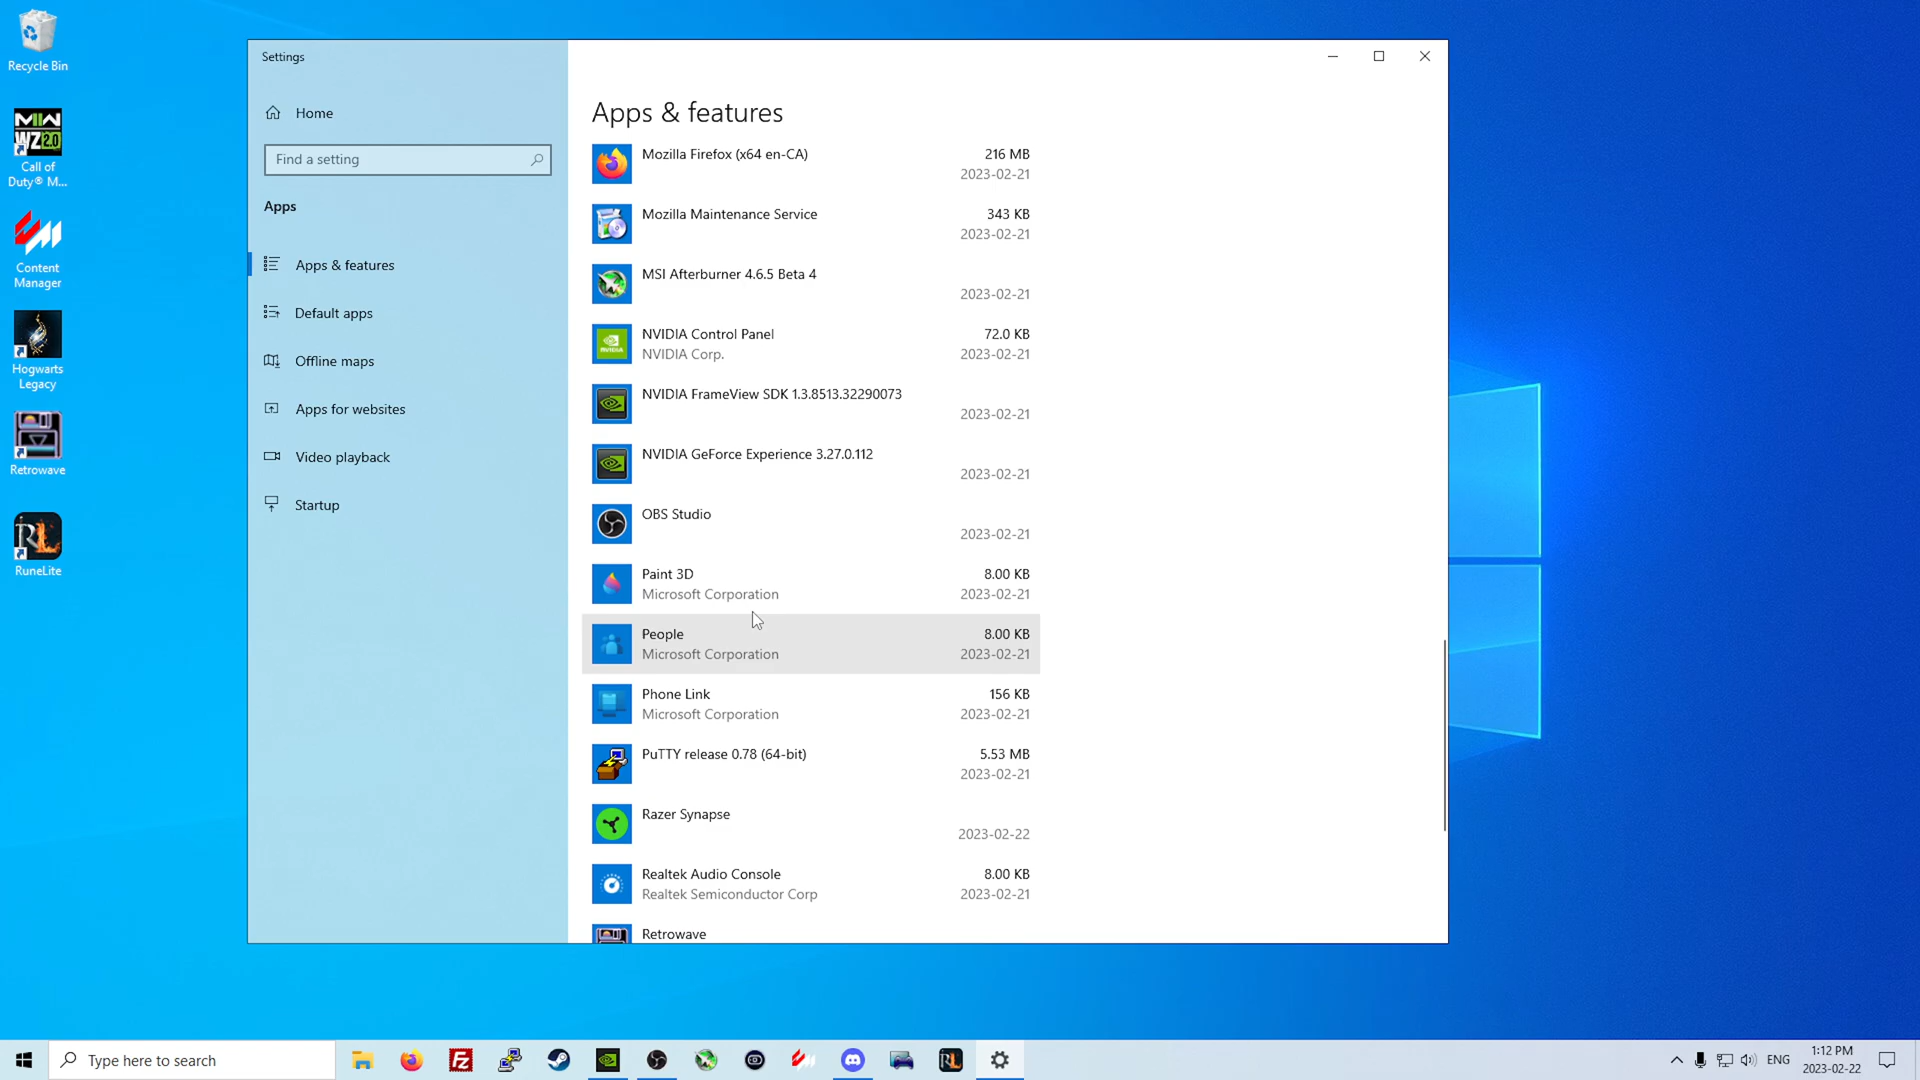 Recycle Bin
Call of
Duty® M...
Content
Manager
Hogwarts
Legacy
Retrowave
RuneLite
Settings
Home
Find a setting
Apps
Apps & features
Default apps
Offline maps
Apps for websites
Video playback
Startup
Apps & features
Mozilla Firefox (x64 en-CA) 216 MB
2023-02-21
Mozilla Maintenance Service 343 KB
2023-02-21
MSI Afterburner 4.6.5 Beta 4
2023-02-21
NVIDIA Control Panel 72.0 KB
NVIDIA Corp. 2023-02-21
NVIDIA FrameView SDK 1.3.8513.32290073
2023-02-21
NVIDIA GeForce Experience 3.27.0.112
2023-02-21
OBS Studio
2023-02-21
Paint 3D 8.00 KB
Microsoft Corporation 2023-02-21
People 8.00 KB
Microsoft Corporation 2023-02-21
Phone Link 156 KB
Microsoft Corporation 2023-02-21
PuTTY release 0.78 (64-bit) 5.53 MB
2023-02-21
Razer Synapse
2023-02-22
Realtek Audio Console 8.00 KB
Realtek Semiconductor Corp 2023-02-21
Retrowave
Type here to search
ENG
1:12 PM
2023-02-22
MW
WZ 2.0
RL
NVIDIA
FZ
RL